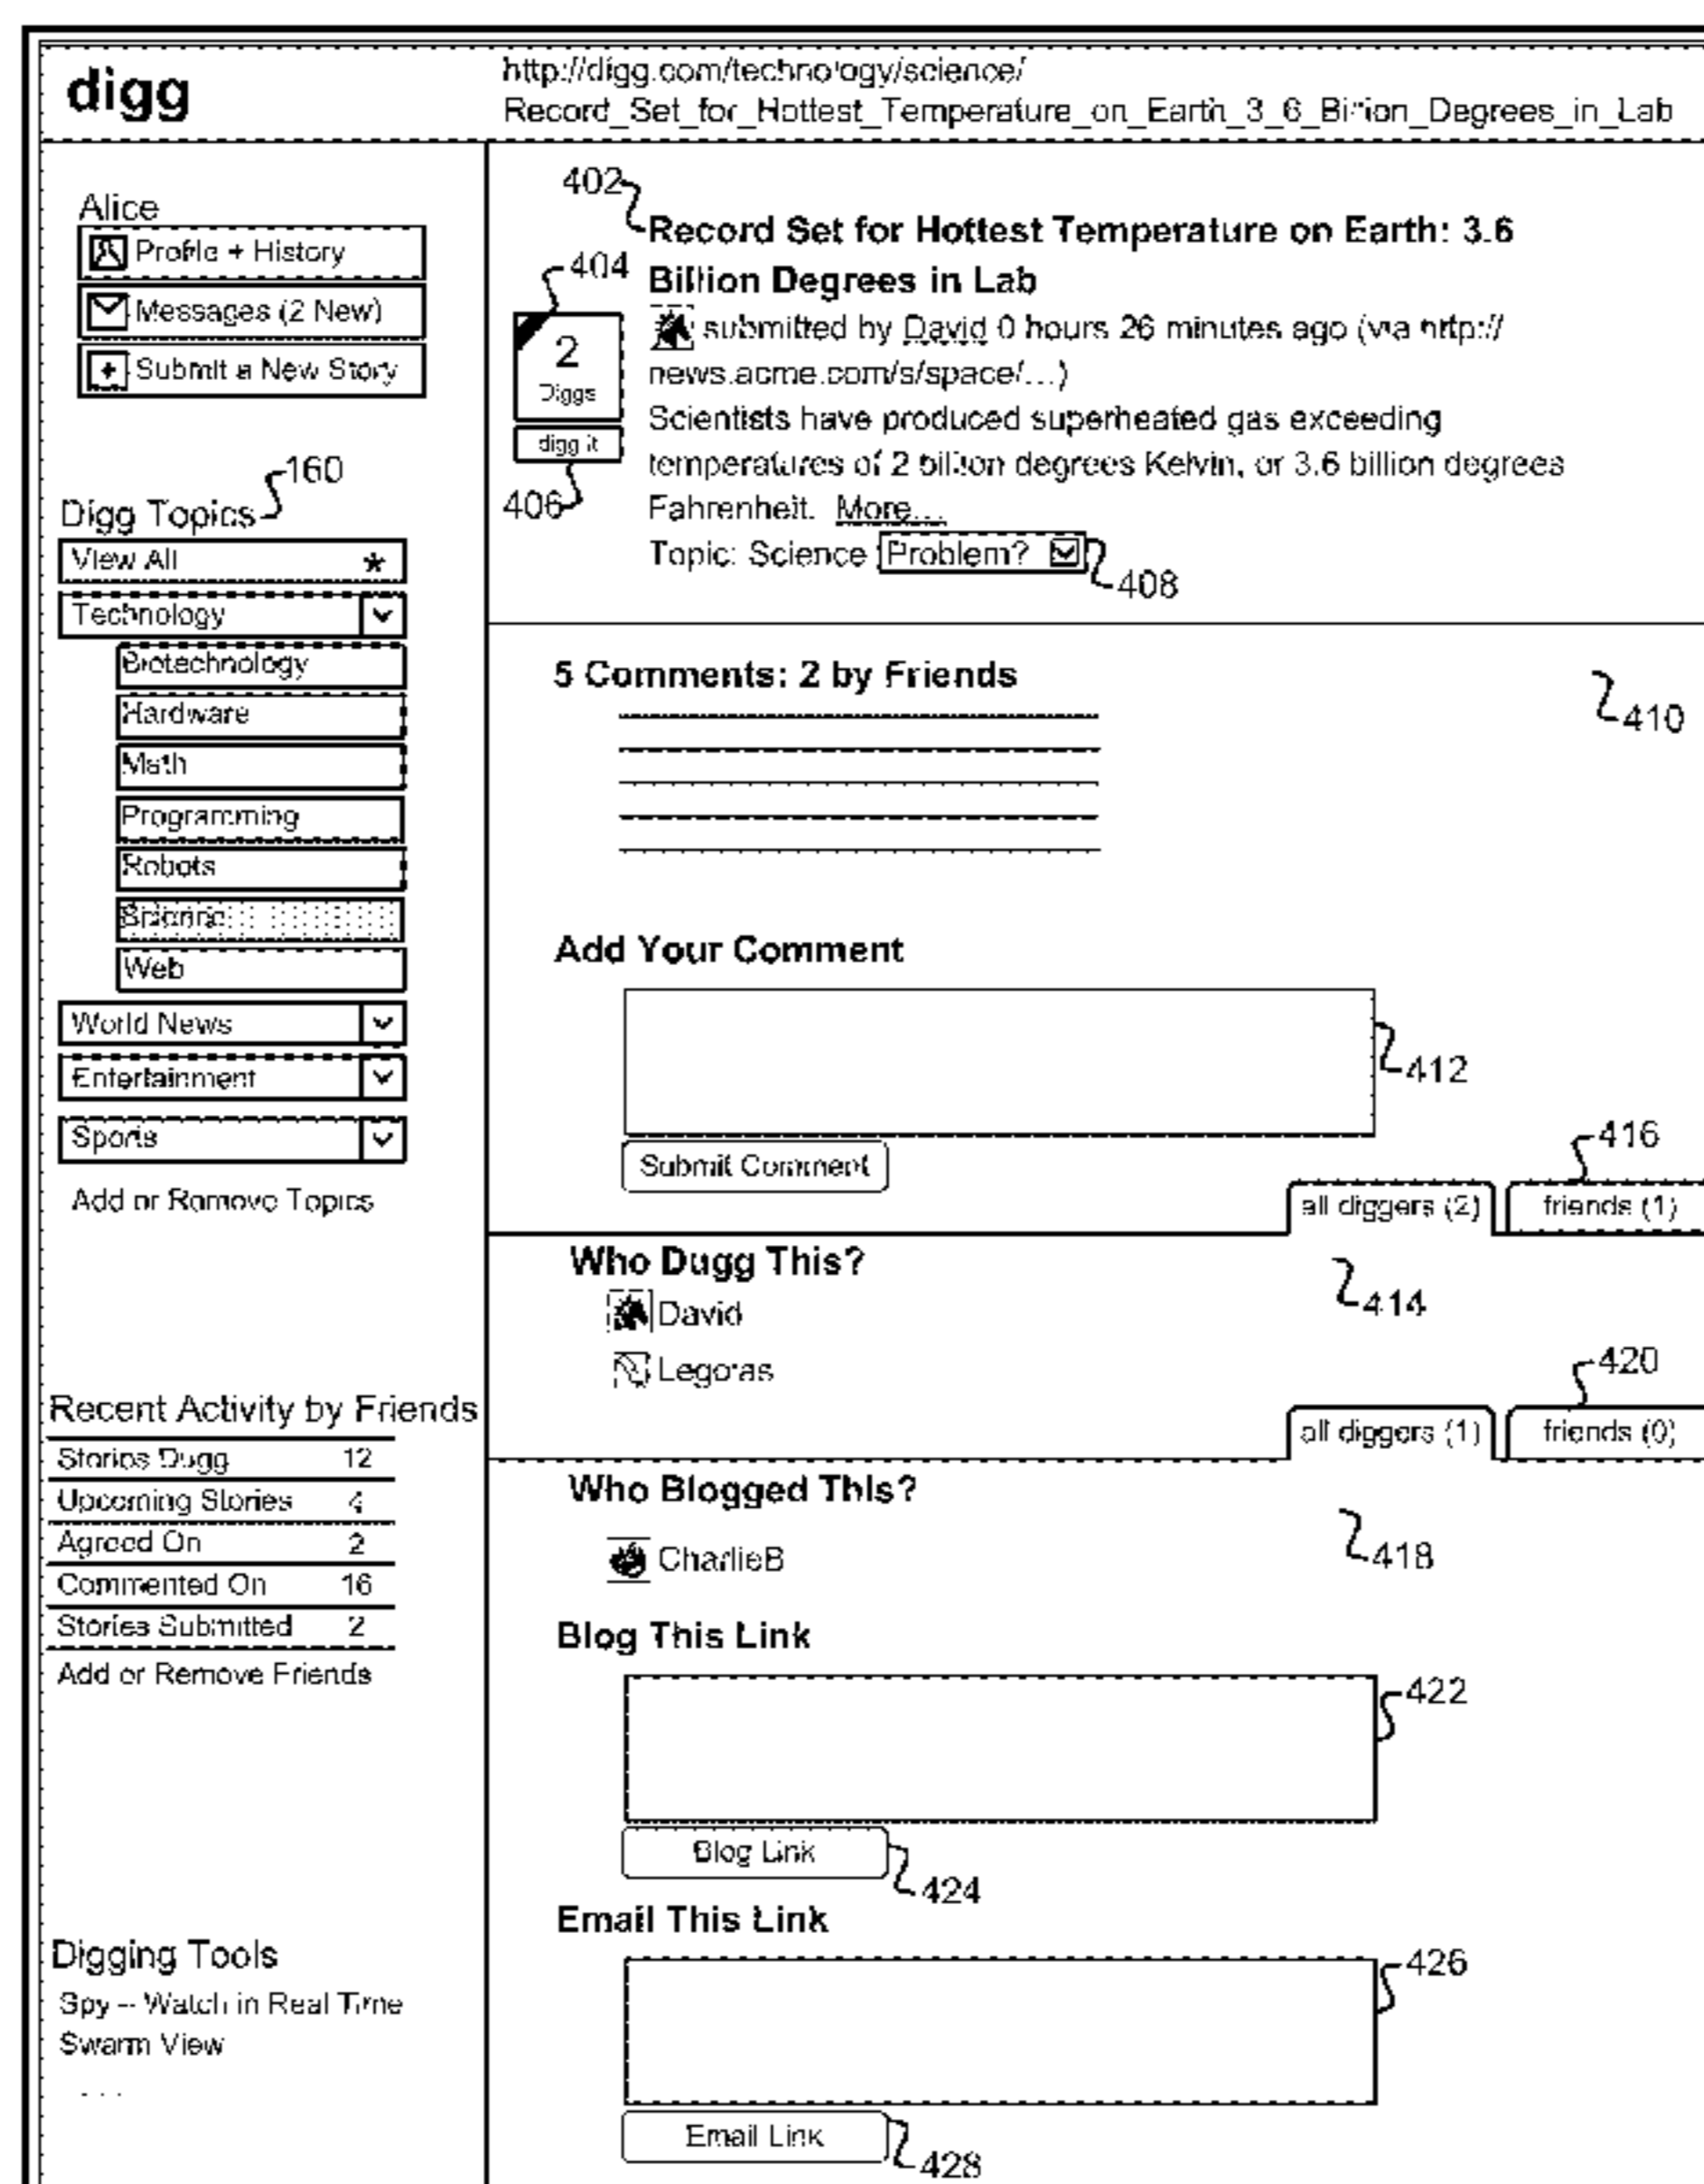 digg
http://digg.com/technology/science/
Record_Set_for_Hottest_Temperature_on_Earth_3_6_Billion_Degrees_in_Lab
Alice
Profile + History
Messages (2 New)
Submit a New Story
160
Digg Topics
View All *
Technology
Biotechnology
Hardware
Math
Programming
Robots
Science
Web
World News
Entertainment
Sports
Add or Remove Topics
Recent Activity by Friends
Stories Dugg 12
Upcoming Stories 4
Agreed On 2
Commented On 16
Stories Submitted 2
Add or Remove Friends
Digging Tools
Spy -- Watch in Real Time
Swarm View
. . .
402
Record Set for Hottest Temperature on Earth: 3.6
Billion Degrees in Lab
404
2
Diggs
digg it
406
submitted by David 0 hours 26 minutes ago (via http://
news.acme.com/s/space/...)
Scientists have produced superheated gas exceeding
temperatures of 2 billion degrees Kelvin, or 3.6 billion degrees
Fahrenheit. More...
Topic: Science Problem?
408
5 Comments: 2 by Friends
410
Add Your Comment
412
Submit Comment
416
all diggers (2) friends (1)
Who Dugg This?
414
David
Legolas
420
all diggers (1) friends (0)
Who Blogged This?
418
CharlieB
Blog This Link
422
Blog Link
424
Email This Link
426
Email Link
428